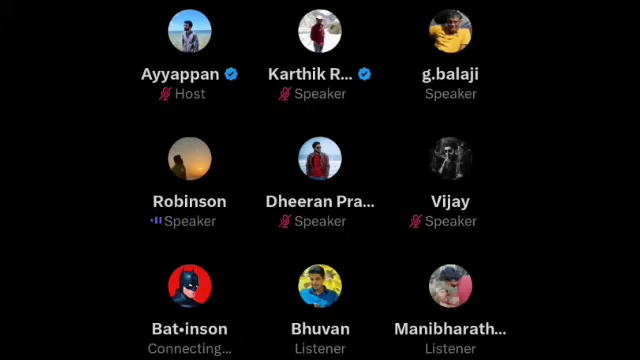 Ayyappan Karthik R... g.balaji
Host Speaker Speaker
Robinson Dheeran Pra... Vijay
Speaker Speaker Speaker
Bat•inson Bhuvan Manibharath...
Connecting... Listener Listener